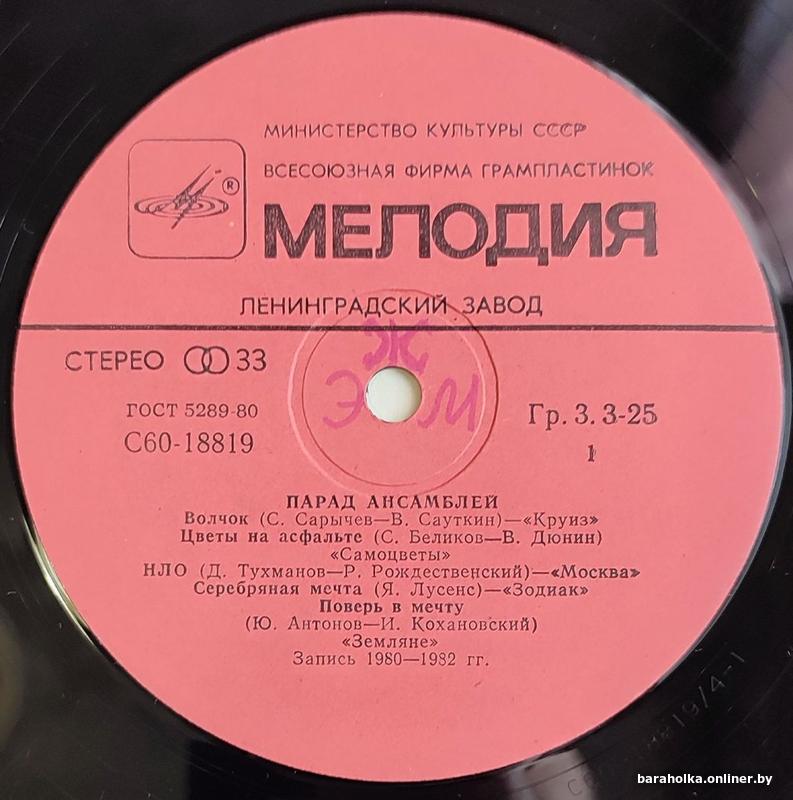 МИНИСТЕРСТВО КУЛЬТУРЫ СССР
ВСЕСОЮЗНАЯ ФИРМА ГРАМПЛАСТИНОК
®
МЕЛОДИЯ
ЛЕНИНГРАДСКИЙ ЗАВОД
Ж
Э М
СТЕРЕО 33
ГОСТ 5289-80
С60-18819
Гр. 3. 3-25
1
ПАРАД АНСАМБЛЕЙ
Волчок (С. Сарычев—В. Сауткин)—«Круиз»
Цветы на асфальте (С. Беликов—В. Дюнин)
«Самоцветы»
НЛО (Д. Тухманов—Р. Рождественский)—«Москва»
Серебряная мечта (Я. Лусенс)—«Зодиак»
Поверь в мечту
(Ю. Антонов—И. Кохановский)
«Земляне»
Запись 1980—1982 гг.
baraholka.onliner.by